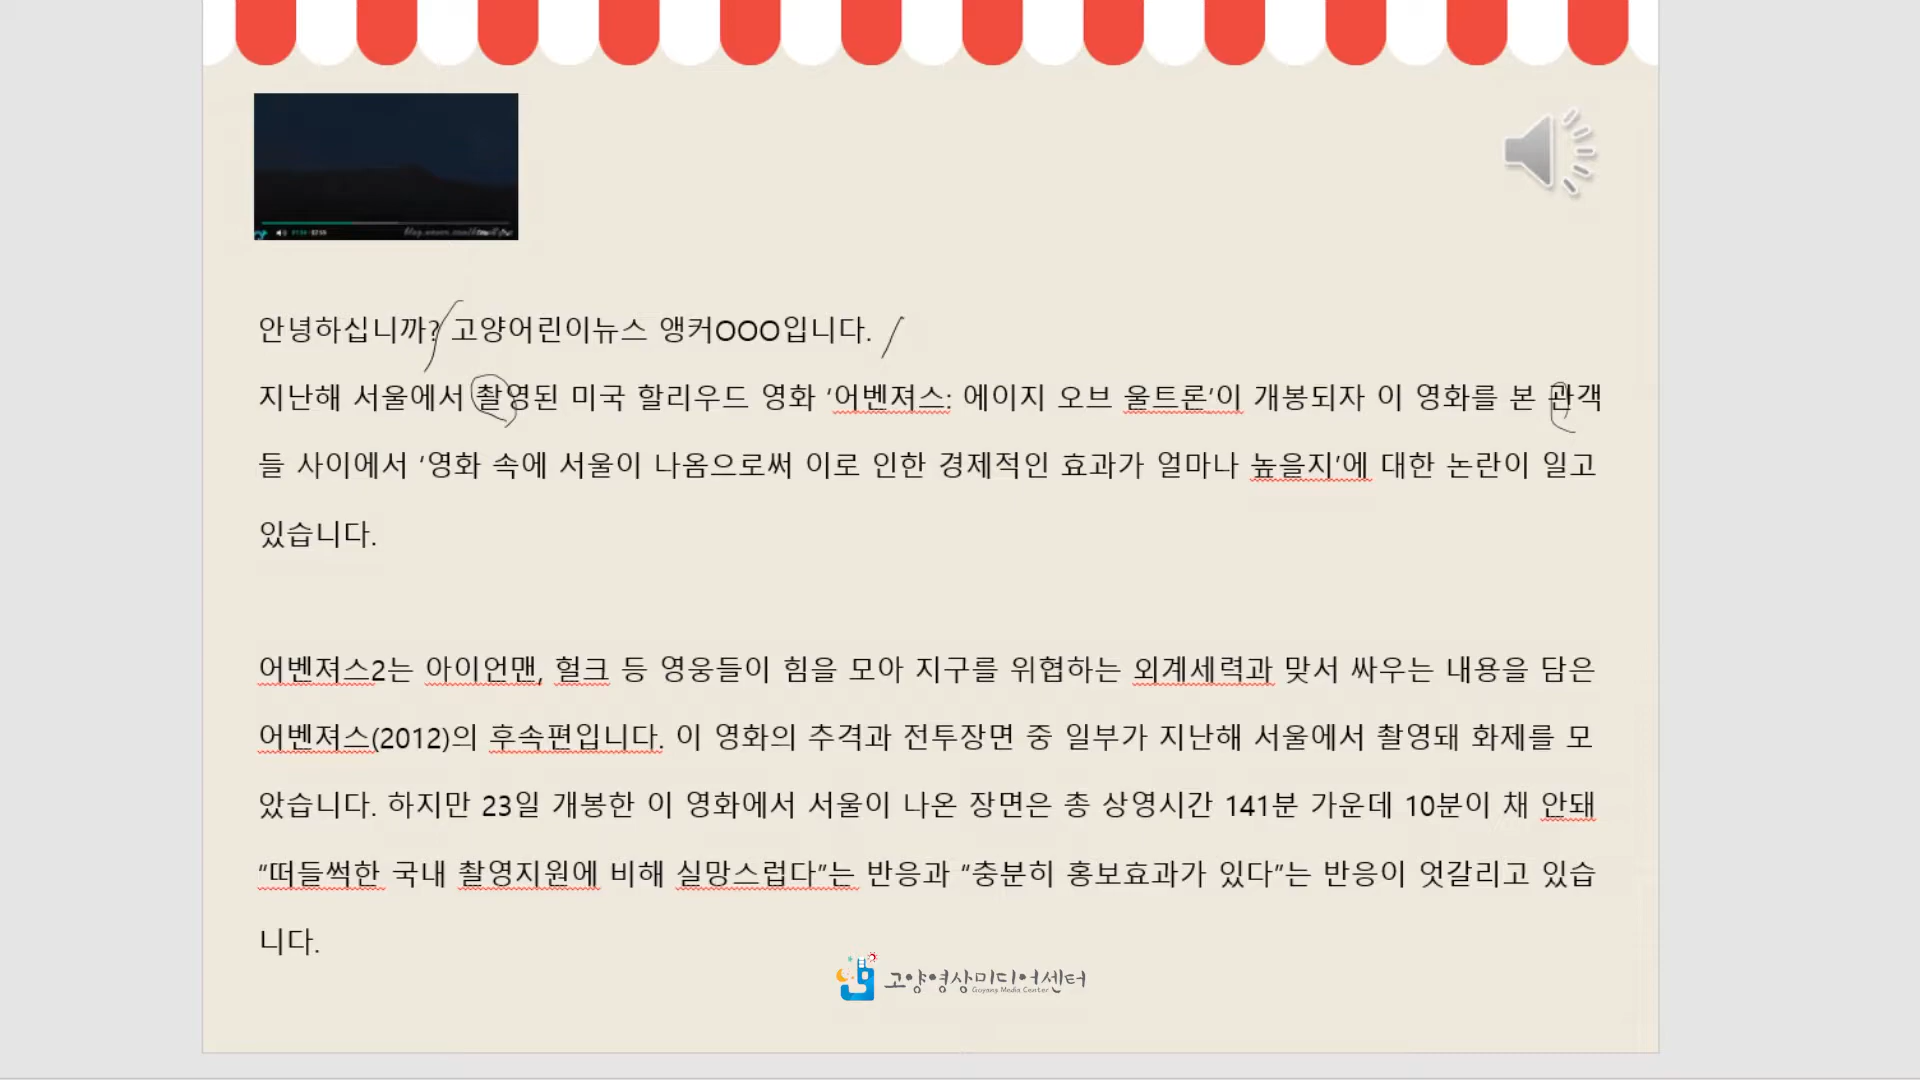 안녕하십니까? 고양어린이뉴스 앵커OOO입니다.
지난해 서울에서 촬영된 미국 할리우드 영화 '어벤져스: 에이지 오브 울트론'이 개봉되자 이 영화를 본 관객
들 사이에서 '영화 속에 서울이 나옴으로써 이로 인한 경제적인 효과가 얼마나 높을지'에 대한 논란이 일고
있습니다.
어벤져스2는 아이언맨, 헐크 등 영웅들이 힘을 모아 지구를 위협하는 외계세력과 맞서 싸우는 내용을 담은
어벤져스(2012)의 후속편입니다. 이 영화의 추격과 전투장면 중 일부가 지난해 서울에서 촬영돼 화제를 모
았습니다. 하지만 23일 개봉한 이 영화에서 서울이 나온 장면은 총 상영시간 141분 가운데 10분이 채 안돼
"떠들썩한 국내 촬영지원에 비해 실망스럽다"는 반응과 "충분히 홍보효과가 있다"는 반응이 엇갈리고 있습
니다.
고양영상미디어센터
Goyang Media Center